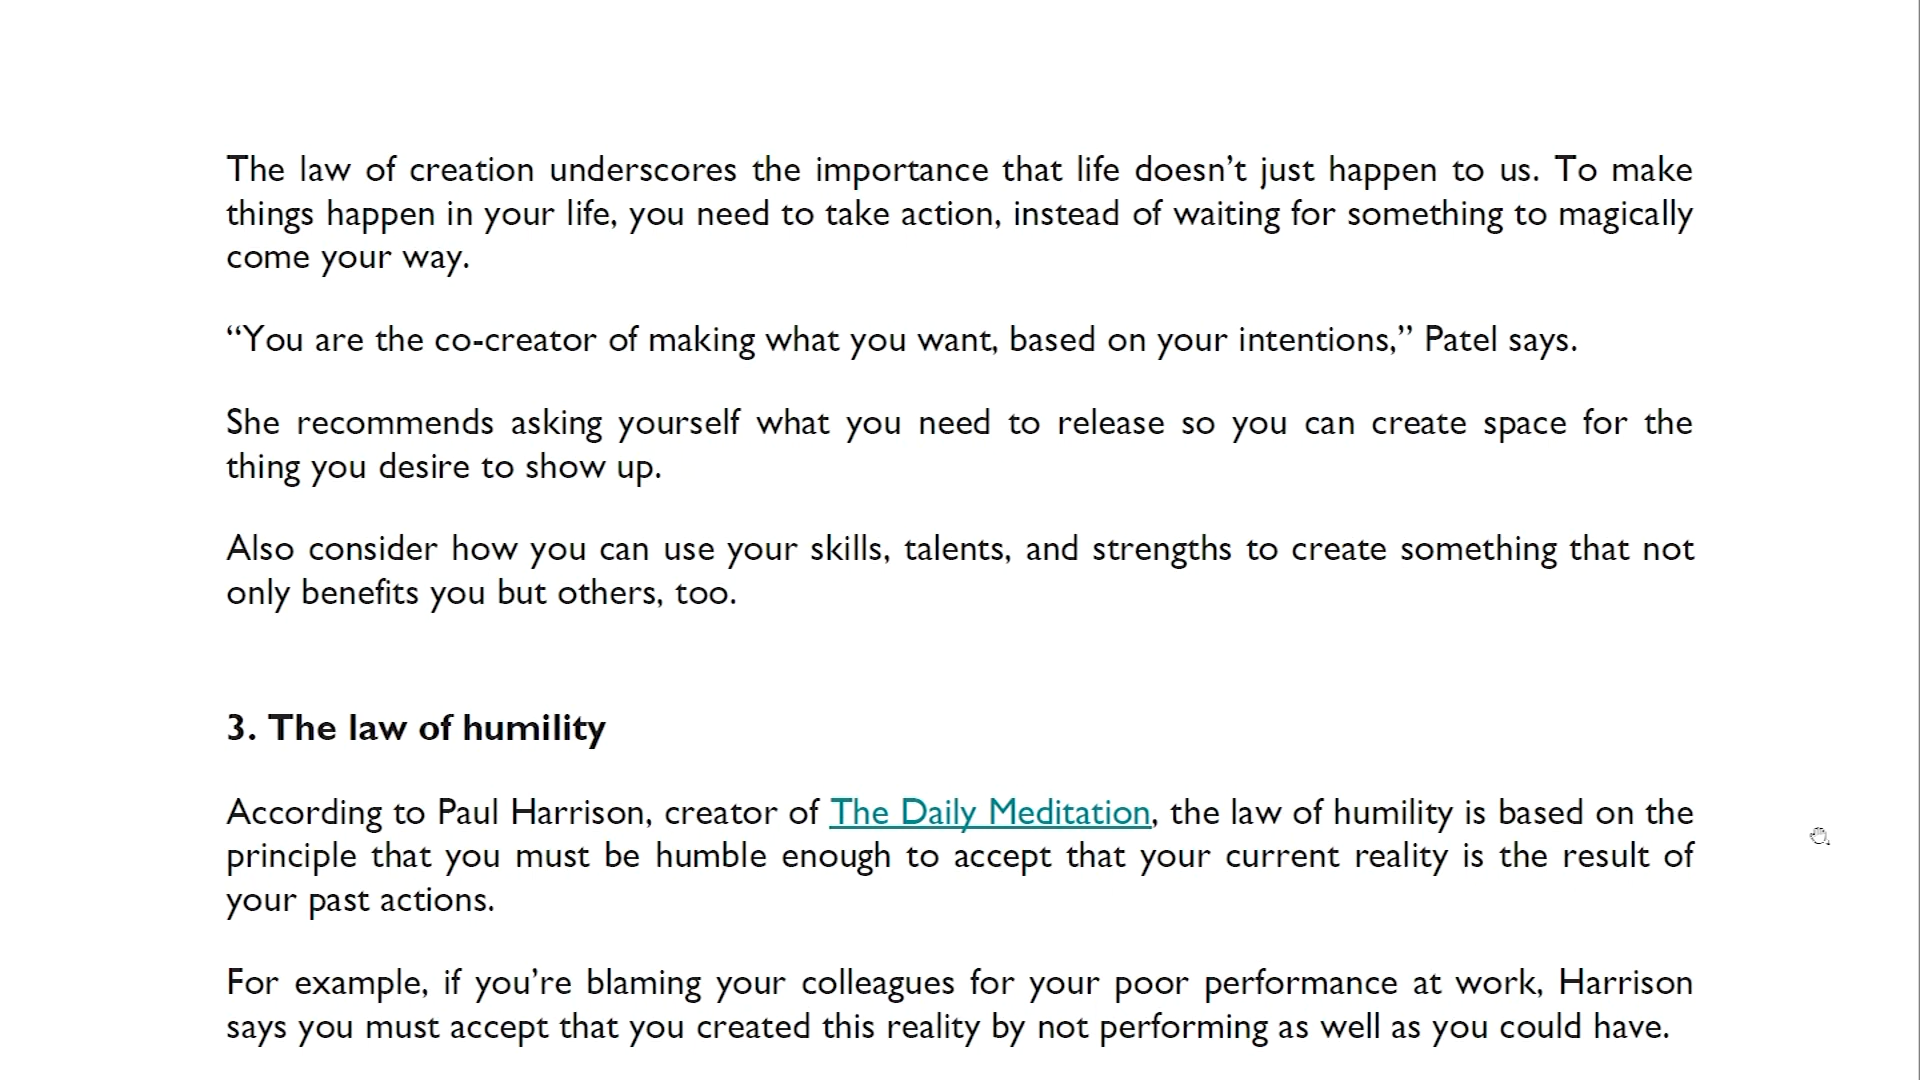 The law of creation underscores the importance that life doesn’t just happen to us. To make
things happen in your life, you need to take action, instead of waiting for something to magically
come your way.
“You are the co-creator of making what you want, based on your intentions,” Patel says.
She recommends asking yourself what you need to release so you can create space for the
thing you desire to show up.
Also consider how you can use your skills, talents, and strengths to create something that not
only benefits you but others, too.
3. The law of humility
According to Paul Harrison, creator of The Daily Meditation, the law of humility is based on the
principle that you must be humble enough to accept that your current reality is the result of
your past actions.
For example, if you’re blaming your colleagues for your poor performance at work, Harrison
says you must accept that you created this reality by not performing as well as you could have.